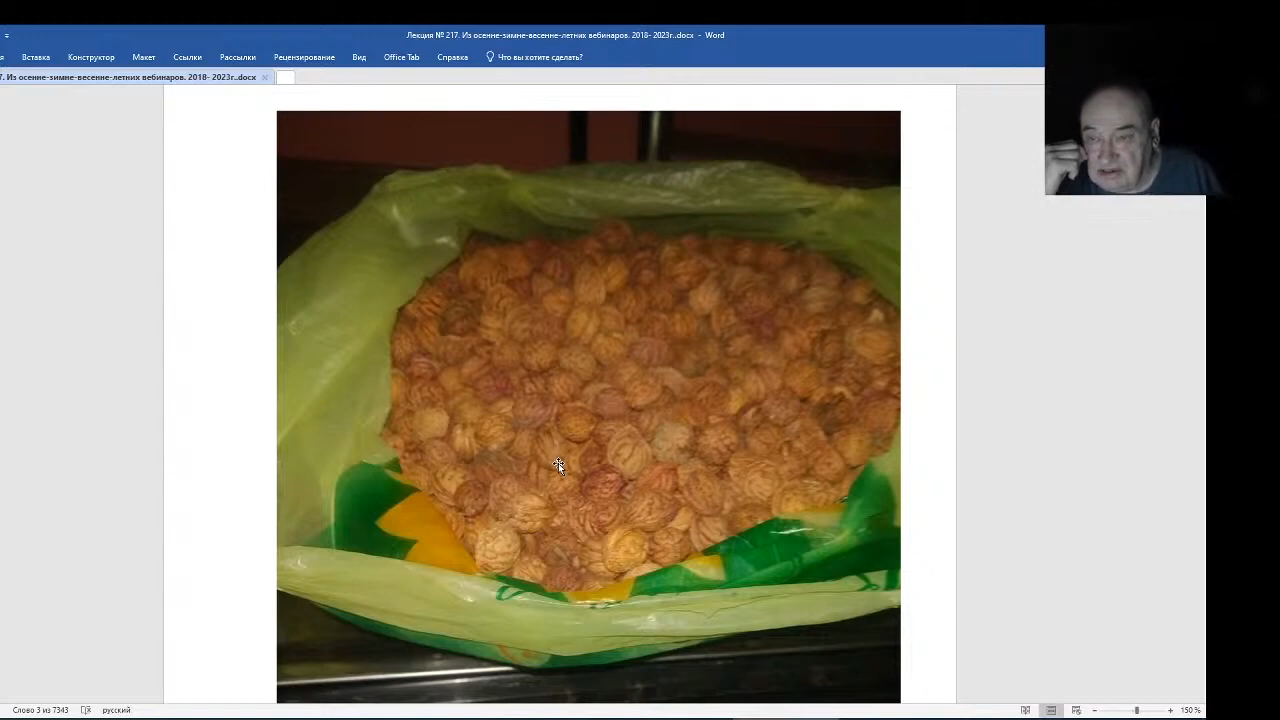 Лекция № 217. Из осенне-зимне-весенне-летних вебинаров. 2018- 2023г..docx - Word
я Вставка Конструктор Макет Ссылки Рассылки Рецензирование Вид Office Tab Справка Что вы хотите сделать?
7. Из осенне-зимне-весенне-летних вебинаров. 2018- 2023г..docx
Слово 3 из 7343 русский 150 %